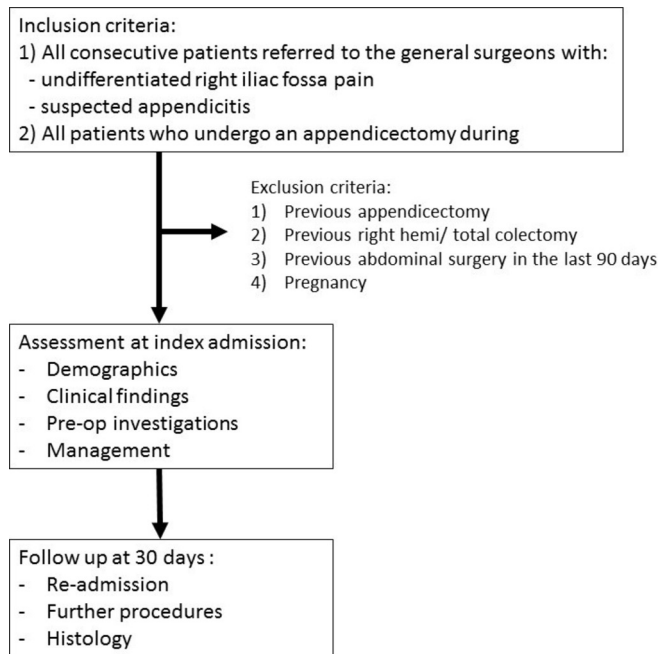 Inclusion criteria:
1) All consecutive patients referred to the general surgeons with:
- undifferentiated right iliac fossa pain
- suspected appendicitis
2) All patients who undergo an appendicectomy during
Exclusion criteria:
1) Previous appendicectomy
2) Previous right hemi/ total colectomy
3) Previous abdominal surgery in the last 90 days
4) Pregnancy
Assessment at index admission:
- Demographics
- Clinical findings
- Pre-op investigations
- Management
Follow up at 30 days :
- Re-admission
- Further procedures
- Histology